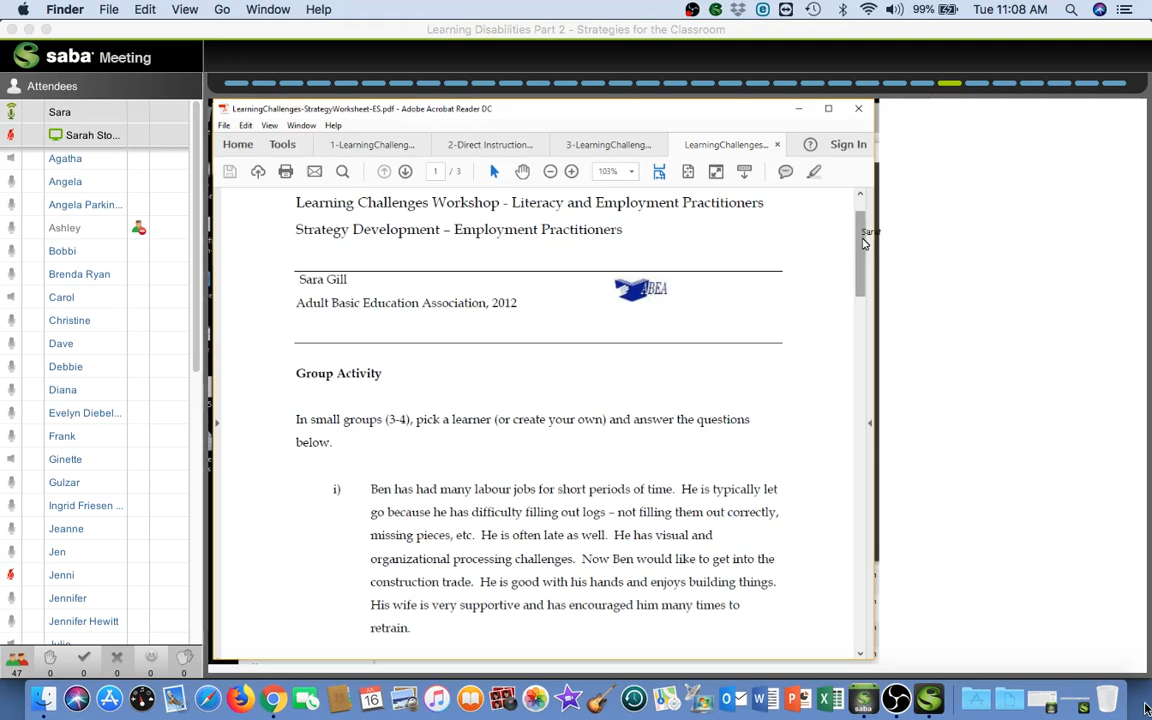 Finder File Edit View Go Window Help 99% Tue 11:08 AM
Learning Disabilities Part 2 – Strategies for the Classroom
saba Meeting
Attendees
Sara
Sarah Sto...
Agatha
Angela
Angela Parkin...
Ashley
Bobbi
Brenda Ryan
Carol
Christine
Dave
Debbie
Diana
Evelyn Diebel...
Frank
Ginette
Gulzar
Ingrid Friesen ...
Jeanne
Jen
Jenni
Jennifer
Jennifer Hewitt
Julie
47 0 0 0 0 0
LearningChallenges-StrategyWorksheet-ES.pdf - Adobe Acrobat Reader DC
File Edit View Window Help
Home Tools 1-LearningChalleng... 2-Direct Instruction... 3-LearningChalleng... LearningChallenges... × Sign In
1 / 3 103%
Learning Challenges Workshop - Literacy and Employment Practitioners
Strategy Development – Employment Practitioners
Sara Gill
ABEA
Adult Basic Education Association, 2012
Group Activity
In small groups (3-4), pick a learner (or create your own) and answer the questions
below.
i) Ben has had many labour jobs for short periods of time. He is typically let
go because he has difficulty filling out logs – not filling them out correctly,
missing pieces, etc. He is often late as well. He has visual and
organizational processing challenges. Now Ben would like to get into the
construction trade. He is good with his hands and enjoys building things.
His wife is very supportive and has encouraged him many times to
retrain.
16
saba